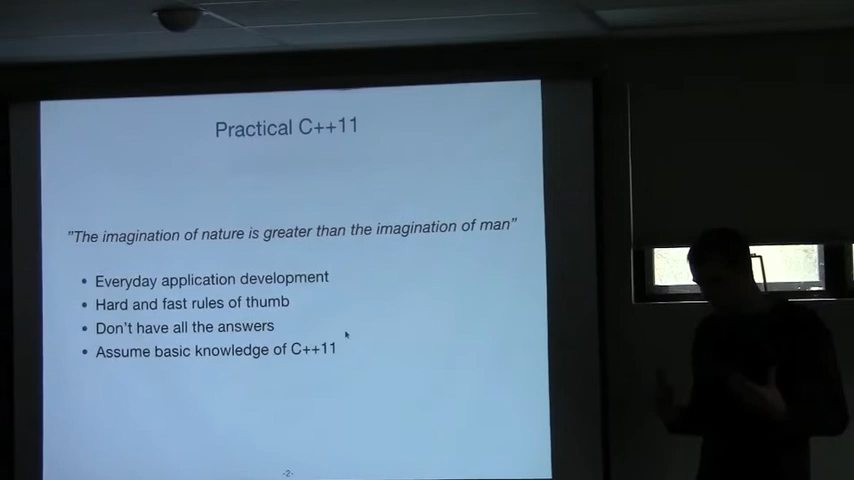 Practical C++11
"The imagination of nature is greater than the imagination of man"
• Everyday application development
• Hard and fast rules of thumb
• Don't have all the answers
• Assume basic knowledge of C++11
-2-